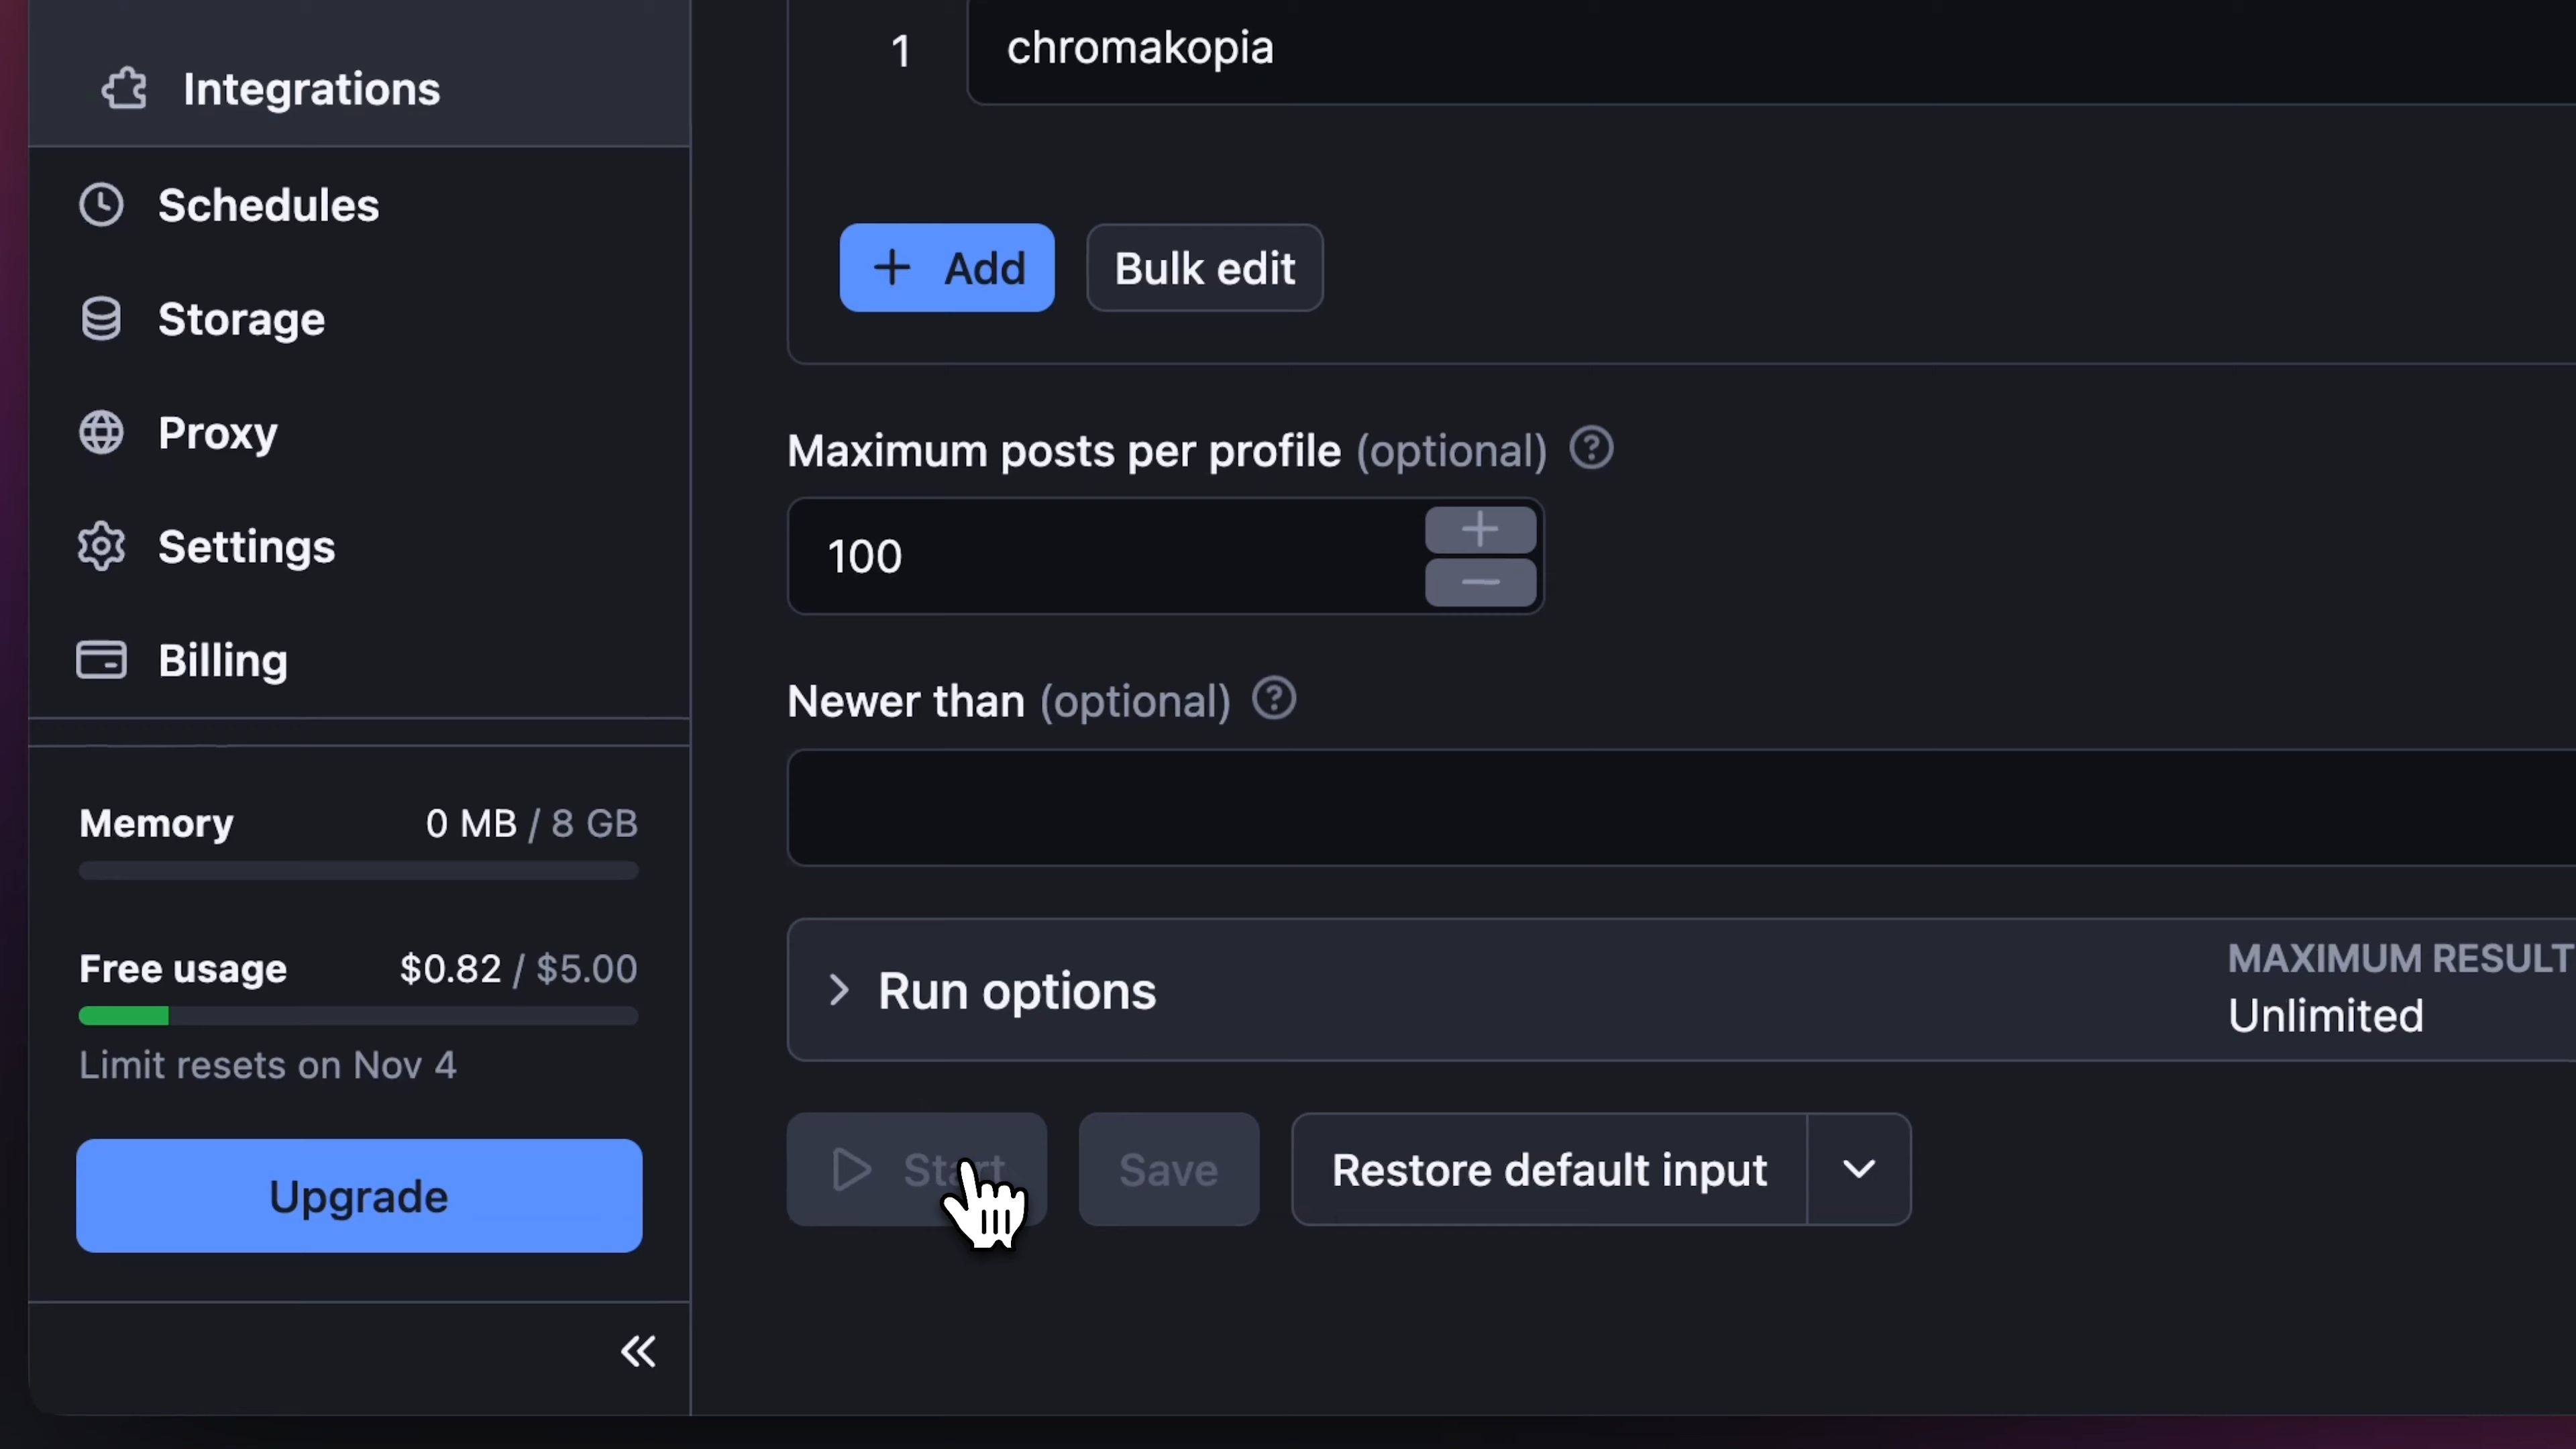 Integrations
Schedules
Storage
Proxy
Settings
Billing
Memory 0 MB / 8 GB
Free usage $0.82 / $5.00
Limit resets on Nov 4
Upgrade
1 chromakopia
+ Add Bulk edit
Maximum posts per profile (optional)
100
Newer than (optional)
Run options
MAXIMUM RESULT
Unlimited
Start Save Restore default input